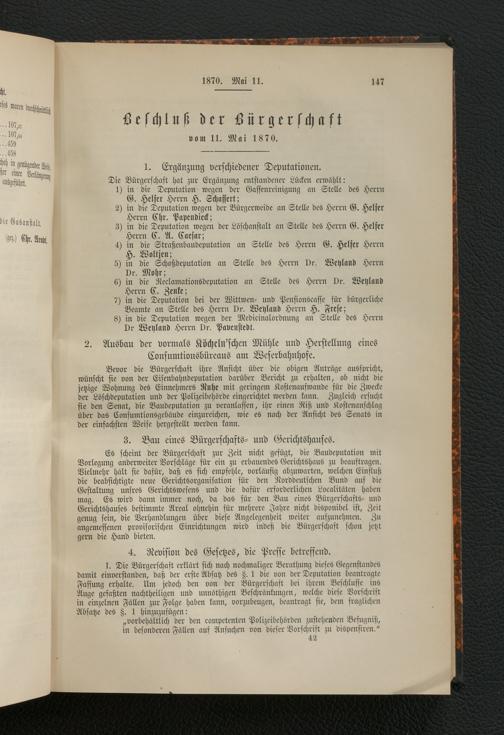 cht.
107,
107,
459
458
die Gasanstalt.
(gez.) Chr. Arndt.
1870. Mai 11.
147
Beschluß der Bürgerschaft
vom 11. Mai 1870.
1. Ergänzung verschiedener Deputationen.
Die Bürgerschaft hat zur Ergänzung entstandener Lücken erwählt:
1) in die Deputation wegen der Gassenreinigung an Stelle des Herrn
G. Helfer Herrn H. Schaffert;
2) in die Deputation wegen der Bürgerweide an Stelle des Herrn G. Helfer
Herrn Chr. Papendieck;
3) in die Deputation wegen der Löschanstalt an Stelle des Herrn G. Helfer
Herrn C. A. Caesar;
4) in die Straßenbaudeputation an Stelle des Herrn G. Helfer Herrn
H. Woltjen;
5) in die Schoßdeputation an Stelle des Herrn Dr. Weyland Herrn
Dr. Mohr;
6) in die Reclamationsdeputation an Stelle des Herrn Dr. Weyland
Herrn C. Zenke;
7) in die Deputation bei der Wittwen- und Pensionscasse für bürgerliche
Beamte an Stelle des Herrn Dr. Weyland Herrn H. Frese;
8) in die Deputation wegen der Medicinalordnung an Stelle des Herrn
Dr. Weyland Herrn Dr. Pavenstedt.
2. Ausbau der vormals Köcheln'schen Mühle und Herstellung eines
Consumtionsbüreaus am Weserbahnhofe.
Bevor die Bürgerschaft ihre Ansicht über die obigen Anträge ausspricht,
wünscht sie von der Eisenbahndeputation darüber Bericht zu erhalten, ob nicht die
jetzige Wohnung des Einnehmers Ruhe mit geringen Kostenaufwande für die Zwecke
der Löschdeputation und der Polizeibehörde eingerichtet werden kann. Zugleich ersucht
sie den Senat, die Baudeputation zu veranlassen, ihr einen Riß und Kostenanschlag
über das Consumtionsgebäude einzureichen, wie es nach der Ansicht des Senats in
der einfachsten Weise hergestellt werden kann.
3. Bau eines Bürgerschafts- und Gerichtshauses.
Es scheint der Bürgerschaft zur Zeit nicht gefügt, die Baudeputation mit
Vorlegung anderweiter Vorschläge für ein zu erbauendes Gerichtshaus zu beauftragen.
Vielmehr hält sie dafür, daß es sich empfehle, vorläufig abzuwarten, welchen Einfluß
die beabsichtigte neue Gerichtsorganisation für den Norddeutschen Bund auf die
Gestaltung unsres Gerichtswesens und die dafür erforderlichen Localitäten haben
mag. Es wird dann immer noch, da das für den Bau eines Bürgerschafts- und
Gerichtshauses bestimmte Areal ohnehin für mehrere Jahre nicht disponibel ist, Zeit
genug sein, die Verhandlungen über diese Angelegenheit weiter aufzunehmen. Zu
angemessenen provisorischen Einrichtungen wird indeß die Bürgerschaft schon jetzt
gern die Hand bieten.
4. Revision des Gesetzes, die Presse betreffend.
I. Die Bürgerschaft erklärt sich nach nochmaliger Berathung dieses Gegenstandes
damit einverstanden, daß der erste Absatz des §. 1 die von der Deputation beantragte
Fassung erhalte. Um jedoch den von der Bürgerschaft bei ihrem Beschlusse ins
Auge gefaßten nachtheiligen und unnöthigen Beschränkungen, welche diese Vorschrift
in einzelnen Fällen zur Folge haben kann, vorzubeugen, beantragt sie, dem fraglichen
Absatze des §. 1 hinzuzufügen:
„vorbehältlich der den competenten Polizeibehörden zustehenden Befugniß,
in besonderen Fällen auf Ansuchen von dieser Vorschrift zu dispensiren.“
42